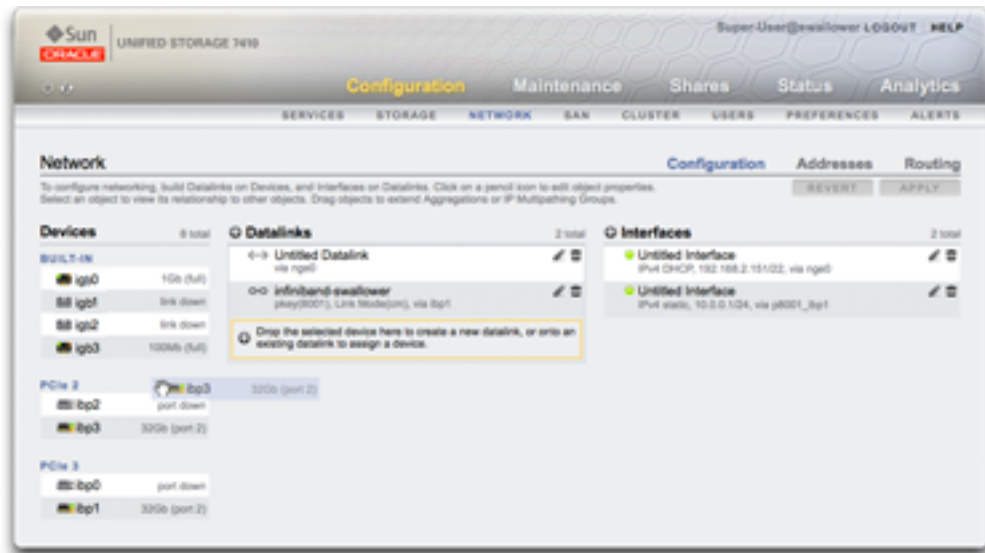 Sun
ORACLE
UNIFIED STORAGE 7410
Super-User@swallower LOGOUT HELP
Configuration Maintenance Shares Status Analytics
SERVICES STORAGE NETWORK SAN CLUSTER USERS PREFERENCES ALERTS
Network
Configuration Addresses Routing
To configure networking, build Datalinks on Devices, and Interfaces on Datalinks. Click on a pencil icon to edit object properties.
Select an object to view its relationship to other objects. Drag objects to extend Aggregations or IP Multipathing Groups.
REVERT APPLY
Devices 8 total
BUILT-IN
igb0 1Gb (full)
igb1 link down
igb2 link down
igb3 100Mb (full)
PCIe 2
ibp3 32Gb (port 2)
ibp2 port down
ibp3 32Gb (port 2)
PCIe 3
ibp0 port down
ibp1 32Gb (port 2)
Datalinks 2 total
Untitled Datalink
via nge0
infiniband-swallower
pkey(8001), Link Mode(cm), via ibp1
Drop the selected device here to create a new datalink, or onto an
existing datalink to assign a device.
Interfaces 2 total
Untitled Interface
IPv4 DHCP, 192.168.2.151/22, via nge0
Untitled Interface
IPv4 static, 10.0.0.1/24, via p8001_ibp1